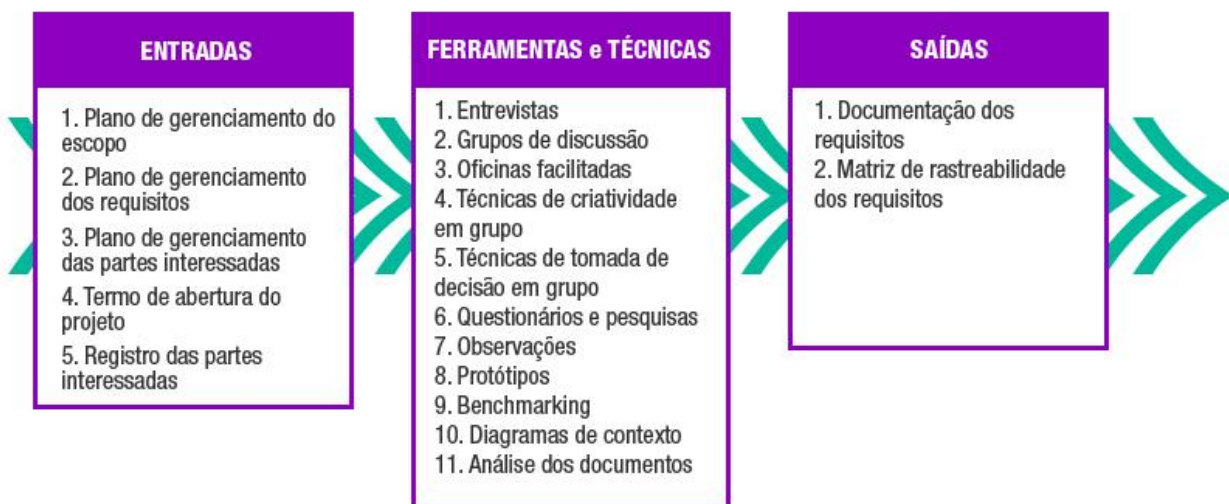 ENTRADAS
1. Plano de gerenciamento do
escopo
2. Plano de gerenciamento
dos requisitos
3. Plano de gerenciamento
das partes interessadas
4. Termo de abertura do
projeto
5. Registro das partes
interessadas
FERRAMENTAS e TÉCNICAS
1. Entrevistas
2. Grupos de discussão
3. Oficinas facilitadas
4. Técnicas de criatividade
em grupo
5. Técnicas de tomada de
decisão em grupo
6. Questionários e pesquisas
7. Observações
8. Protótipos
9. Benchmarking
10. Diagramas de contexto
11. Análise dos documentos
SAÍDAS
1. Documentação dos
requisitos
2. Matriz de rastreabilidade
dos requisitos